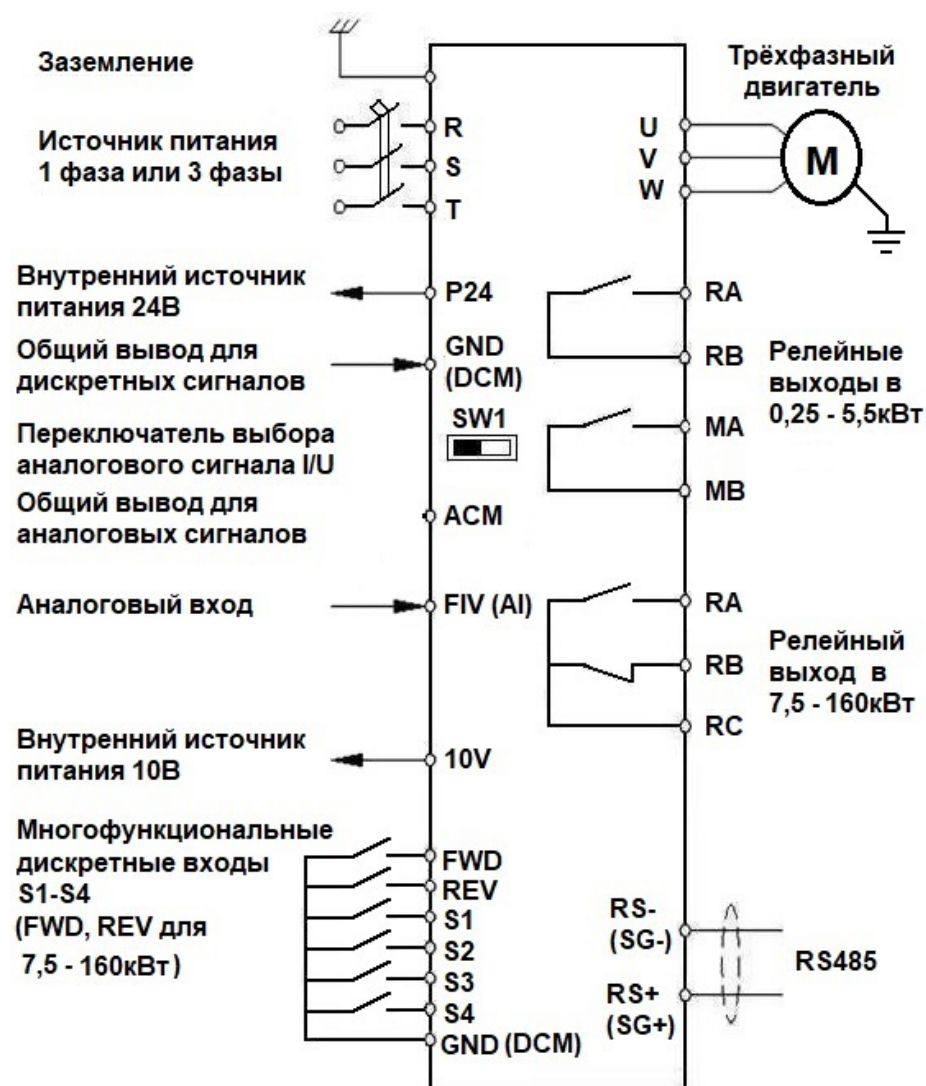 Заземление
Источник питания
1 фаза или 3 фазы
R
S
T
Трёхфазный
двигатель
U
V
W
M
Внутренний источник
питания 24В
P24
Общий вывод для
дискретных сигналов
GND
(DCM)
Переключатель выбора
аналогового сигнала I/U
SW1
Общий вывод для
аналоговых сигналов
ACM
RA
RB
MA
MB
Релейные
выходы в
0,25 - 5,5кВт
Аналоговый вход
FIV (AI)
RA
RB
RC
Релейный
выход в
7,5 - 160кВт
Внутренний источник
питания 10В
10V
Многофункциональные
дискретные входы
S1-S4
(FWD, REV для
7,5 - 160кВт)
FWD
REV
S1
S2
S3
S4
GND (DCM)
RS-
(SG-)
RS+
(SG+)
RS485